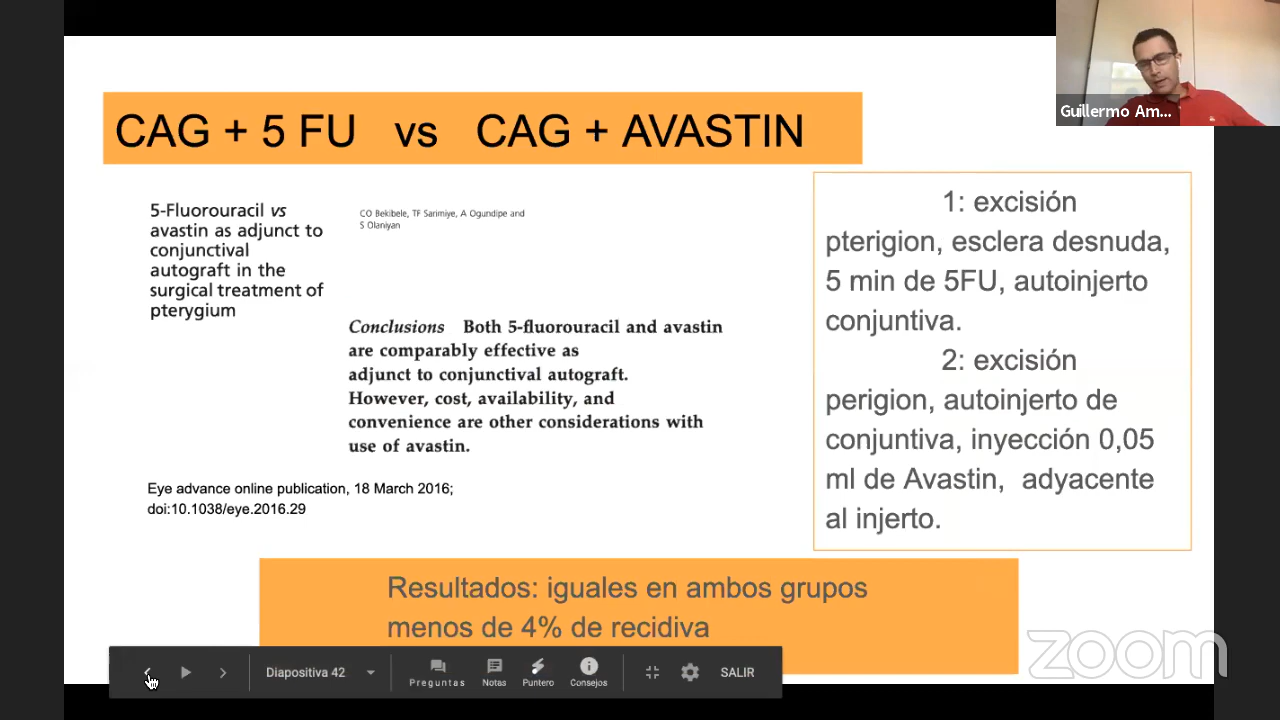 Guillermo Am...
CAG + 5 FU vs CAG + AVASTIN
5-Fluorouracil vs
avastin as adjunct to
conjunctival
autograft in the
surgical treatment of
pterygium
CO Bekibele, TF Sarimiye, A Ogundipe and
S Olaniyan
Conclusions Both 5-fluorouracil and avastin
are comparably effective as
adjunct to conjunctival autograft.
However, cost, availability, and
convenience are other considerations with
use of avastin.
Eye advance online publication, 18 March 2016;
doi:10.1038/eye.2016.29
1: excisión
pterigion, esclera desnuda,
5 min de 5FU, autoinjerto
conjuntiva.
2: excisión
perigion, autoinjerto de
conjuntiva, inyección 0,05
ml de Avastin, adyacente
al injerto.
Resultados: iguales en ambos grupos
menos de 4% de recidiva
Diapositiva 42
Preguntas
Notas
Puntero
Consejos
SALIR
zoom